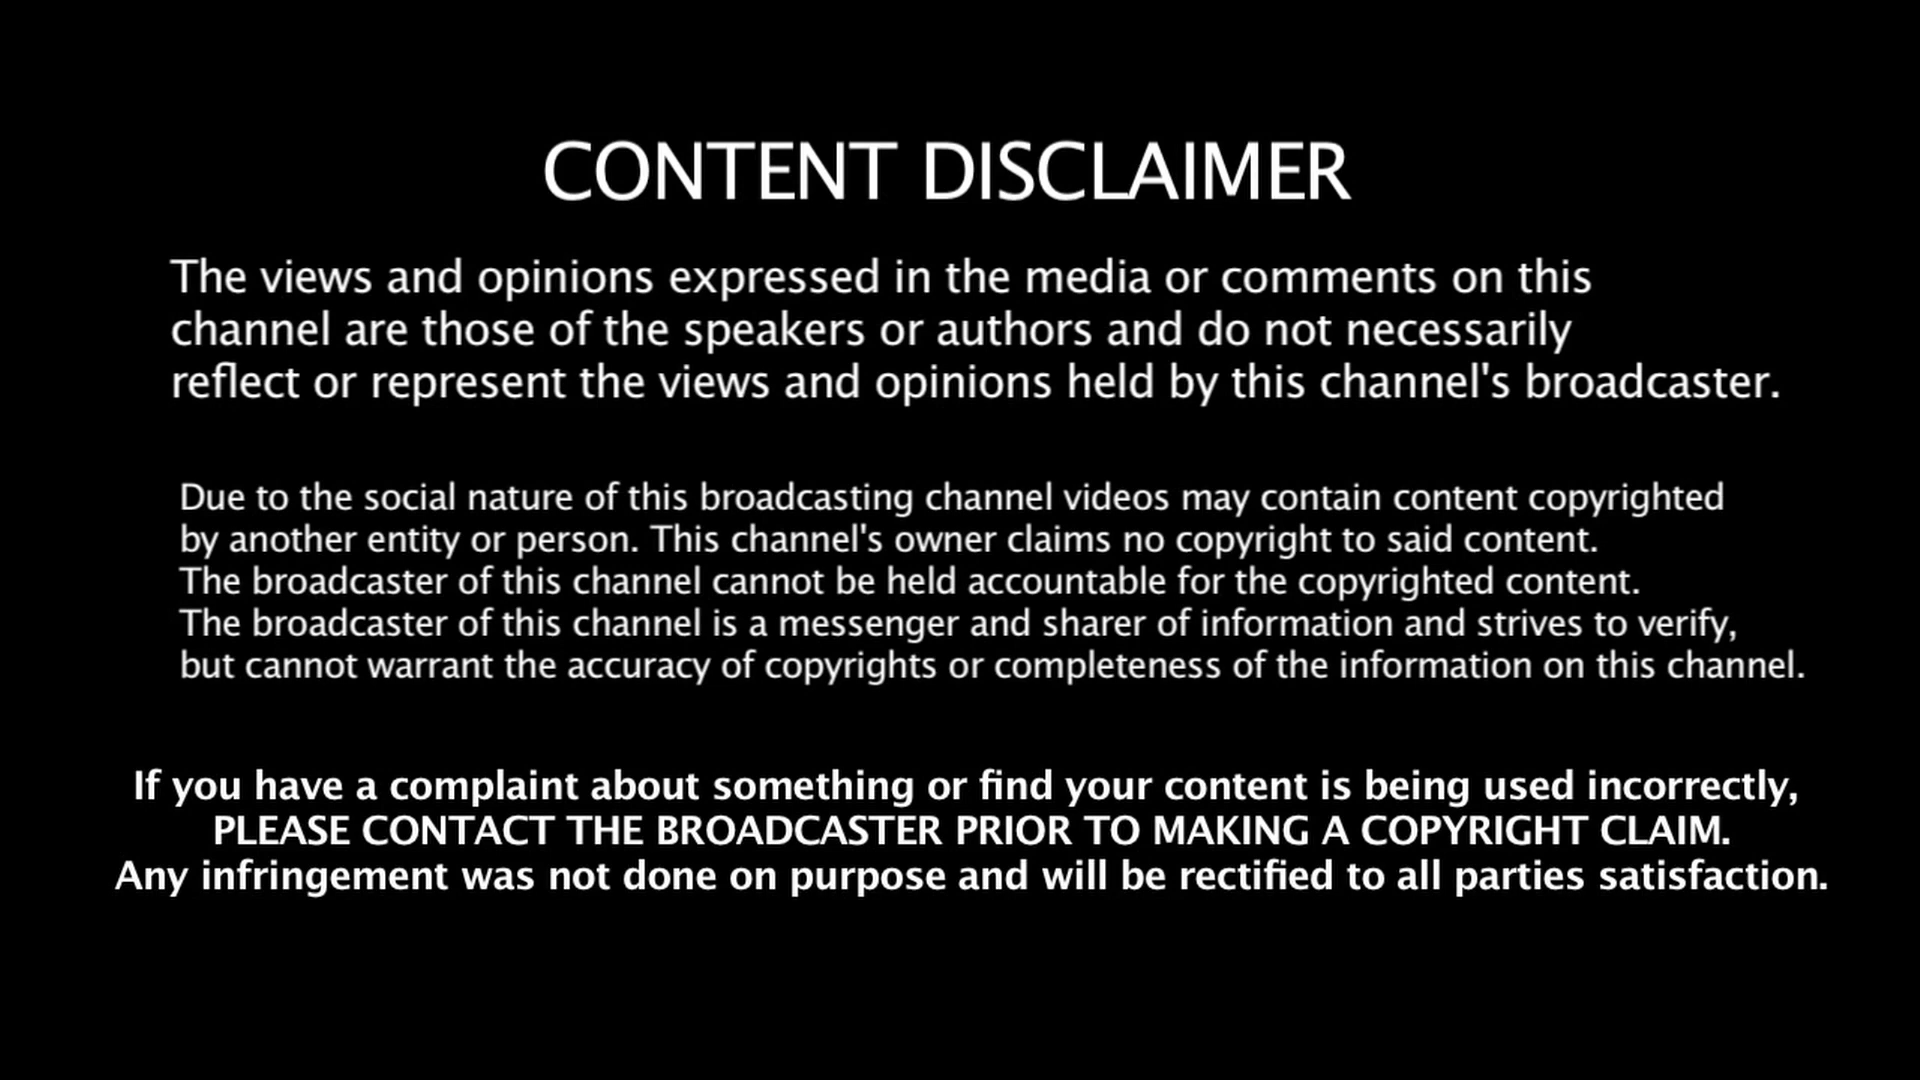 CONTENT DISCLAIMER
The views and opinions expressed in the media or comments on this
channel are those of the speakers or authors and do not necessarily
reflect or represent the views and opinions held by this channel's broadcaster.
Due to the social nature of this broadcasting channel videos may contain content copyrighted
by another entity or person. This channel's owner claims no copyright to said content.
The broadcaster of this channel cannot be held accountable for the copyrighted content.
The broadcaster of this channel is a messenger and sharer of information and strives to verify,
but cannot warrant the accuracy of copyrights or completeness of the information on this channel.
If you have a complaint about something or find your content is being used incorrectly,
PLEASE CONTACT THE BROADCASTER PRIOR TO MAKING A COPYRIGHT CLAIM.
Any infringement was not done on purpose and will be rectified to all parties satisfaction.